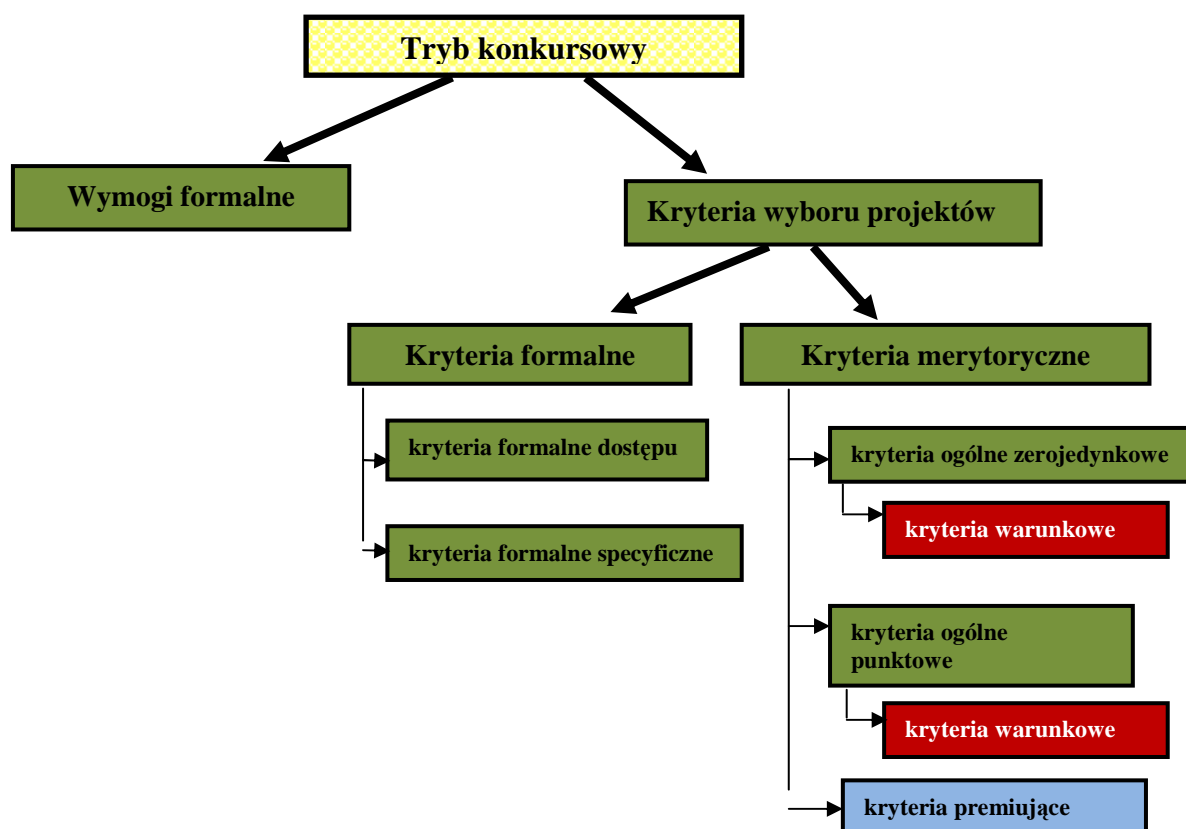 Tryb konkursowy
Wymogi formalne
Kryteria wyboru projektów
Kryteria formalne
Kryteria merytoryczne
kryteria formalne dostępu
kryteria ogólne zerojedynkowe
kryteria warunkowe
kryteria formalne specyficzne
kryteria ogólne
punktowe
kryteria warunkowe
kryteria premiujące